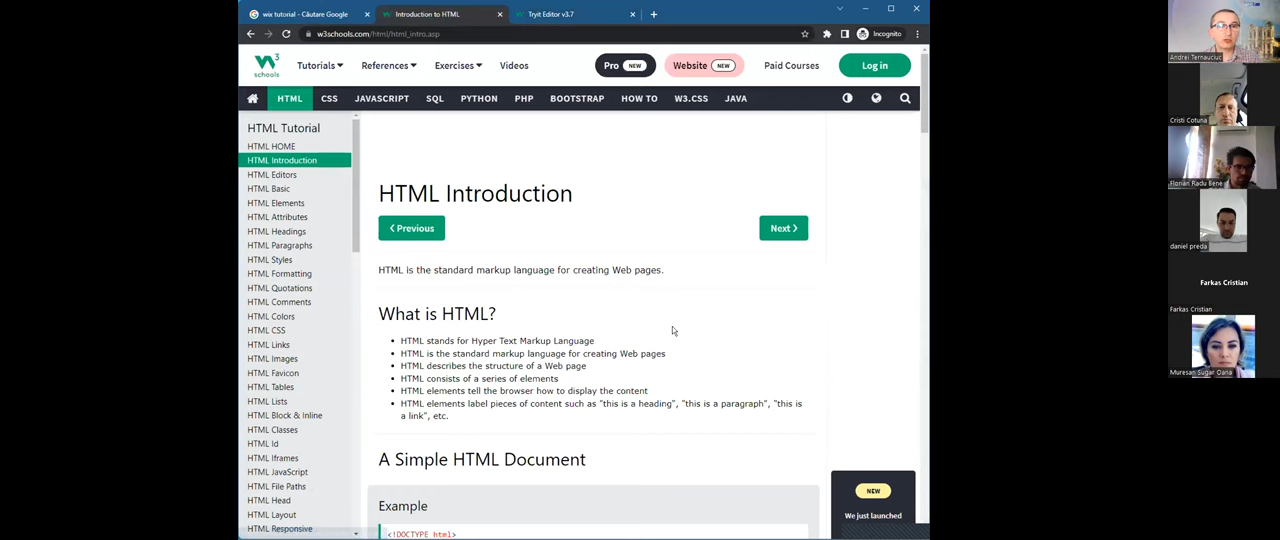 wix tutorial - Căutare Google
Introduction to HTML
Tryit Editor v3.7
w3schools.com/html/html_intro.asp
Incognito
w3
schools
Tutorials
References
Exercises
Videos
Pro NEW
Website NEW
Paid Courses
Log in
HTML
CSS
JAVASCRIPT
SQL
PYTHON
PHP
BOOTSTRAP
HOW TO
W3.CSS
JAVA
HTML Tutorial
HTML HOME
HTML Introduction
HTML Editors
HTML Basic
HTML Elements
HTML Attributes
HTML Headings
HTML Paragraphs
HTML Styles
HTML Formatting
HTML Quotations
HTML Comments
HTML Colors
HTML CSS
HTML Links
HTML Images
HTML Favicon
HTML Tables
HTML Lists
HTML Block & Inline
HTML Classes
HTML Id
HTML Iframes
HTML JavaScript
HTML File Paths
HTML Head
HTML Layout
HTML Responsive
HTML Introduction
❮ Previous
Next ❯
HTML is the standard markup language for creating Web pages.
What is HTML?
HTML stands for Hyper Text Markup Language
HTML is the standard markup language for creating Web pages
HTML describes the structure of a Web page
HTML consists of a series of elements
HTML elements tell the browser how to display the content
HTML elements label pieces of content such as "this is a heading", "this is a paragraph", "this is
a link", etc.
A Simple HTML Document
Example
<!DOCTYPE html>
NEW
We just launched
Andrei Ternauciuc
Cristi Cotuna
Florian Radu Bene
daniel preda
Farkas Cristian
Farkas Cristian
Muresan Sugar Oana